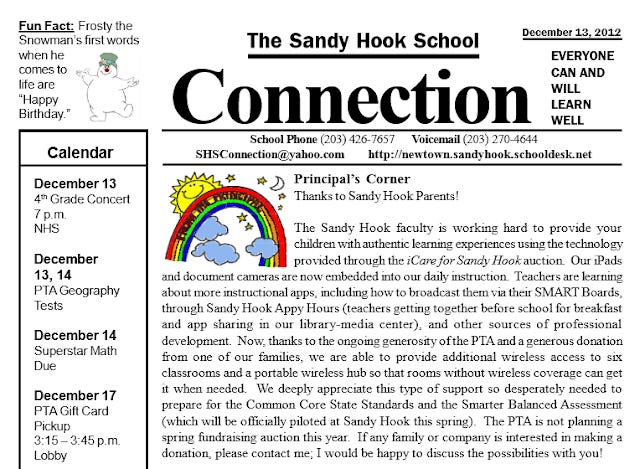 Fun Fact: Frosty the
Snowman's first words
when he
comes to
life are
"Happy
Birthday."
The Sandy Hook School
Connection
December 13, 2012
EVERYONE
CAN AND
WILL
LEARN
WELL
School Phone (203) 426-7657 Voicemail (203) 270-4644
SHSConnection@yahoo.com http://newtown.sandyhook.schooldesk.net
Calendar
December 13
4th Grade Concert
7 p.m.
NHS
December
13, 14
PTA Geography
Tests
December 14
Superstar Math
Due
December 17
PTA Gift Card
Pickup
3:15 – 3:45 p.m.
Lobby
FROM THE PRINCIPAL
Principal's Corner
Thanks to Sandy Hook Parents!
The Sandy Hook faculty is working hard to provide your
children with authentic learning experiences using the technology
provided through the iCare for Sandy Hook auction. Our iPads
and document cameras are now embedded into our daily instruction. Teachers are learning
about more instructional apps, including how to broadcast them via their SMART Boards,
through Sandy Hook Appy Hours (teachers getting together before school for breakfast
and app sharing in our library-media center), and other sources of professional
development. Now, thanks to the ongoing generosity of the PTA and a generous donation
from one of our families, we are able to provide additional wireless access to six
classrooms and a portable wireless hub so that rooms without wireless coverage can get
it when needed. We deeply appreciate this type of support so desperately needed to
prepare for the Common Core State Standards and the Smarter Balanced Assessment
(which will be officially piloted at Sandy Hook this spring). The PTA is not planning a
spring fundraising auction this year. If any family or company is interested in making a
donation, please contact me; I would be happy to discuss the possibilities with you!